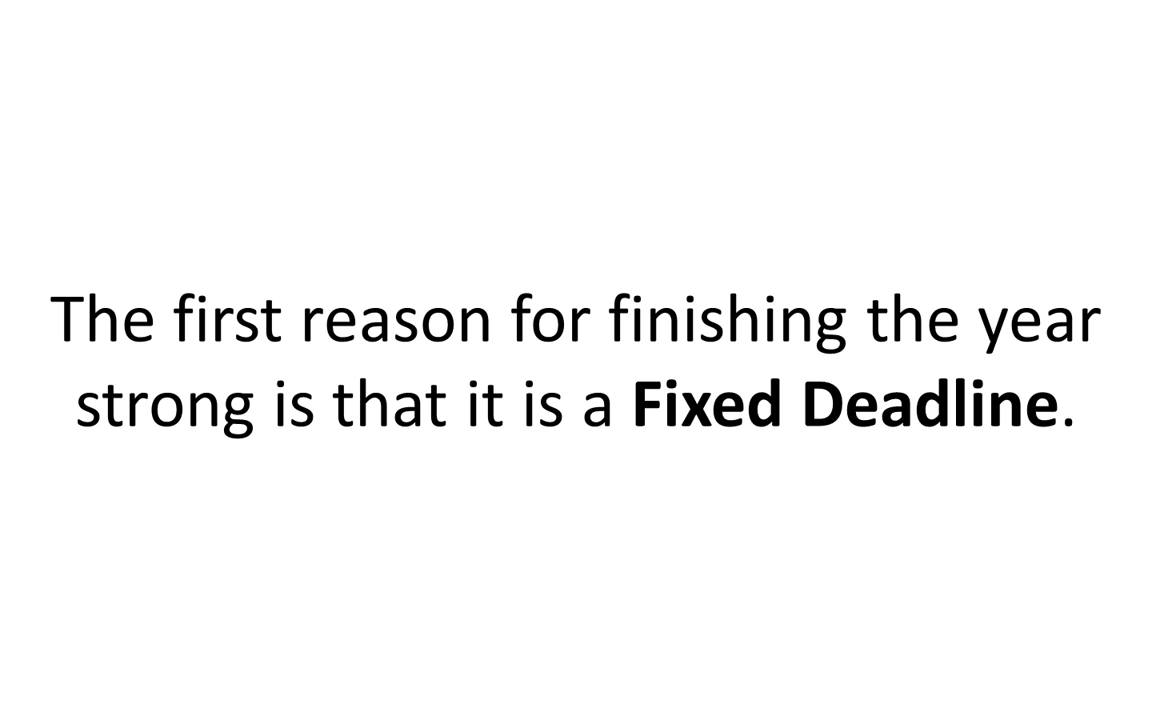 The first reason for finishing the year
strong is that it is a Fixed Deadline.